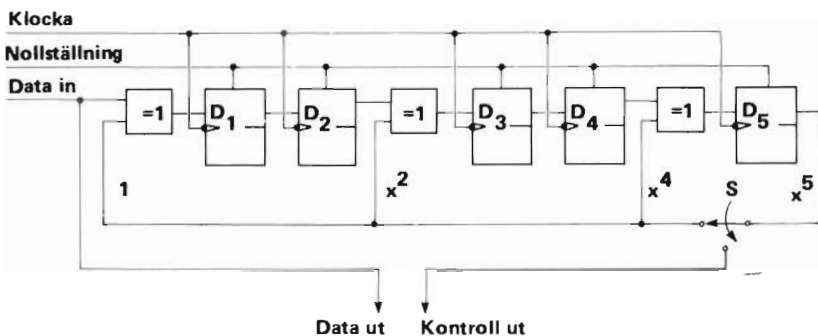 Klocka
Nollställning
Data in
=1
D1
D2
=1
D3
D4
=1
D5
1
x²
x⁴
S
x⁵
Data ut
Kontroll ut